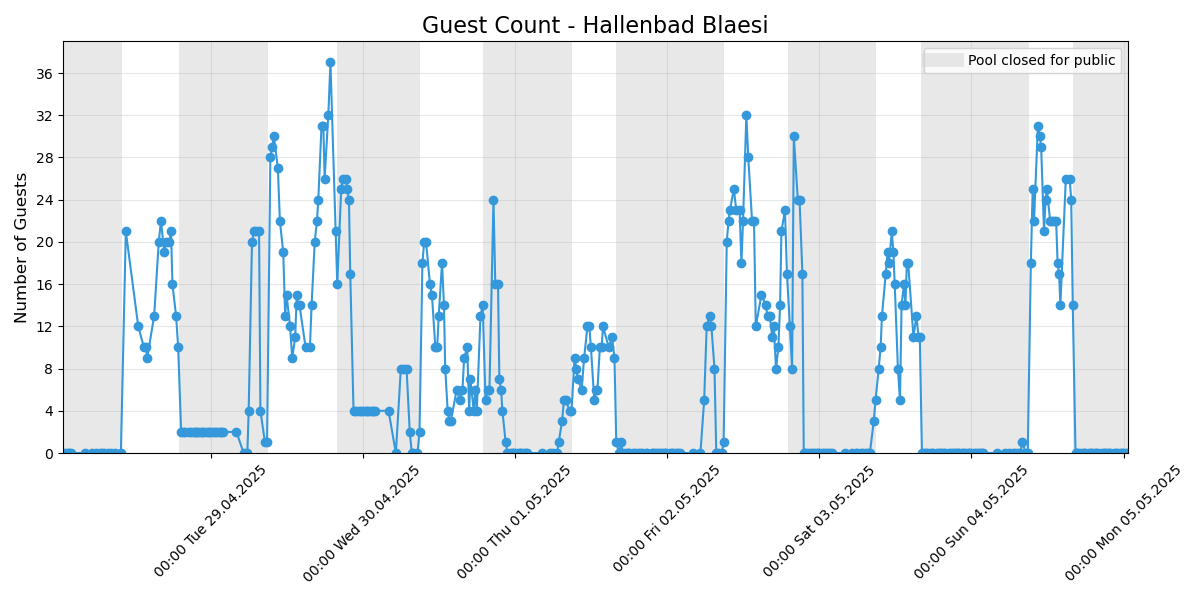 Guest Count - Hallenbad Blaesi
Pool closed for public
Number of Guests
36
32
28
24
20
16
12
8
4
0
00:00 Tue 29.04.2025
00:00 Wed 30.04.2025
00:00 Thu 01.05.2025
00:00 Fri 02.05.2025
00:00 Sat 03.05.2025
00:00 Sun 04.05.2025
00:00 Mon 05.05.2025